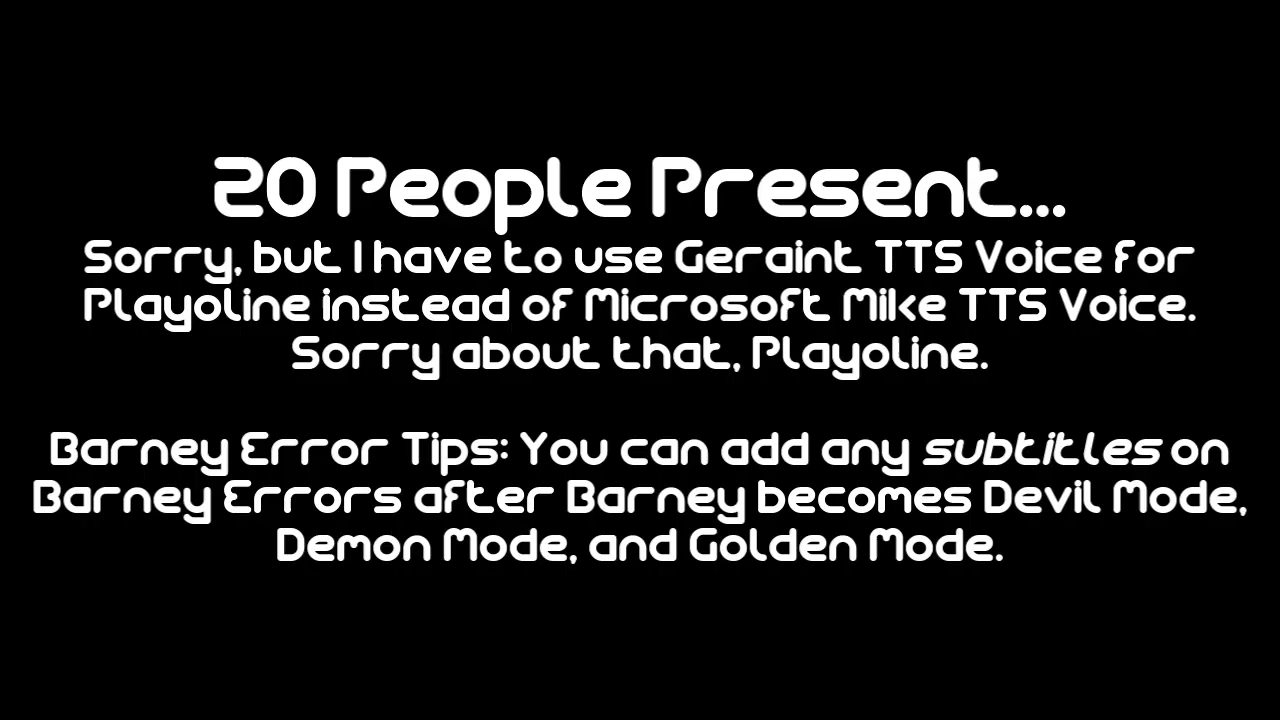 20 People Present...
Sorry, but I have to use Geraint TTS Voice for
Playoline instead of Microsoft Mike TTS Voice.
Sorry about that, Playoline.
Barney Error Tips: You can add any subtitles on
Barney Errors after Barney becomes Devil Mode,
Demon Mode, and Golden Mode.